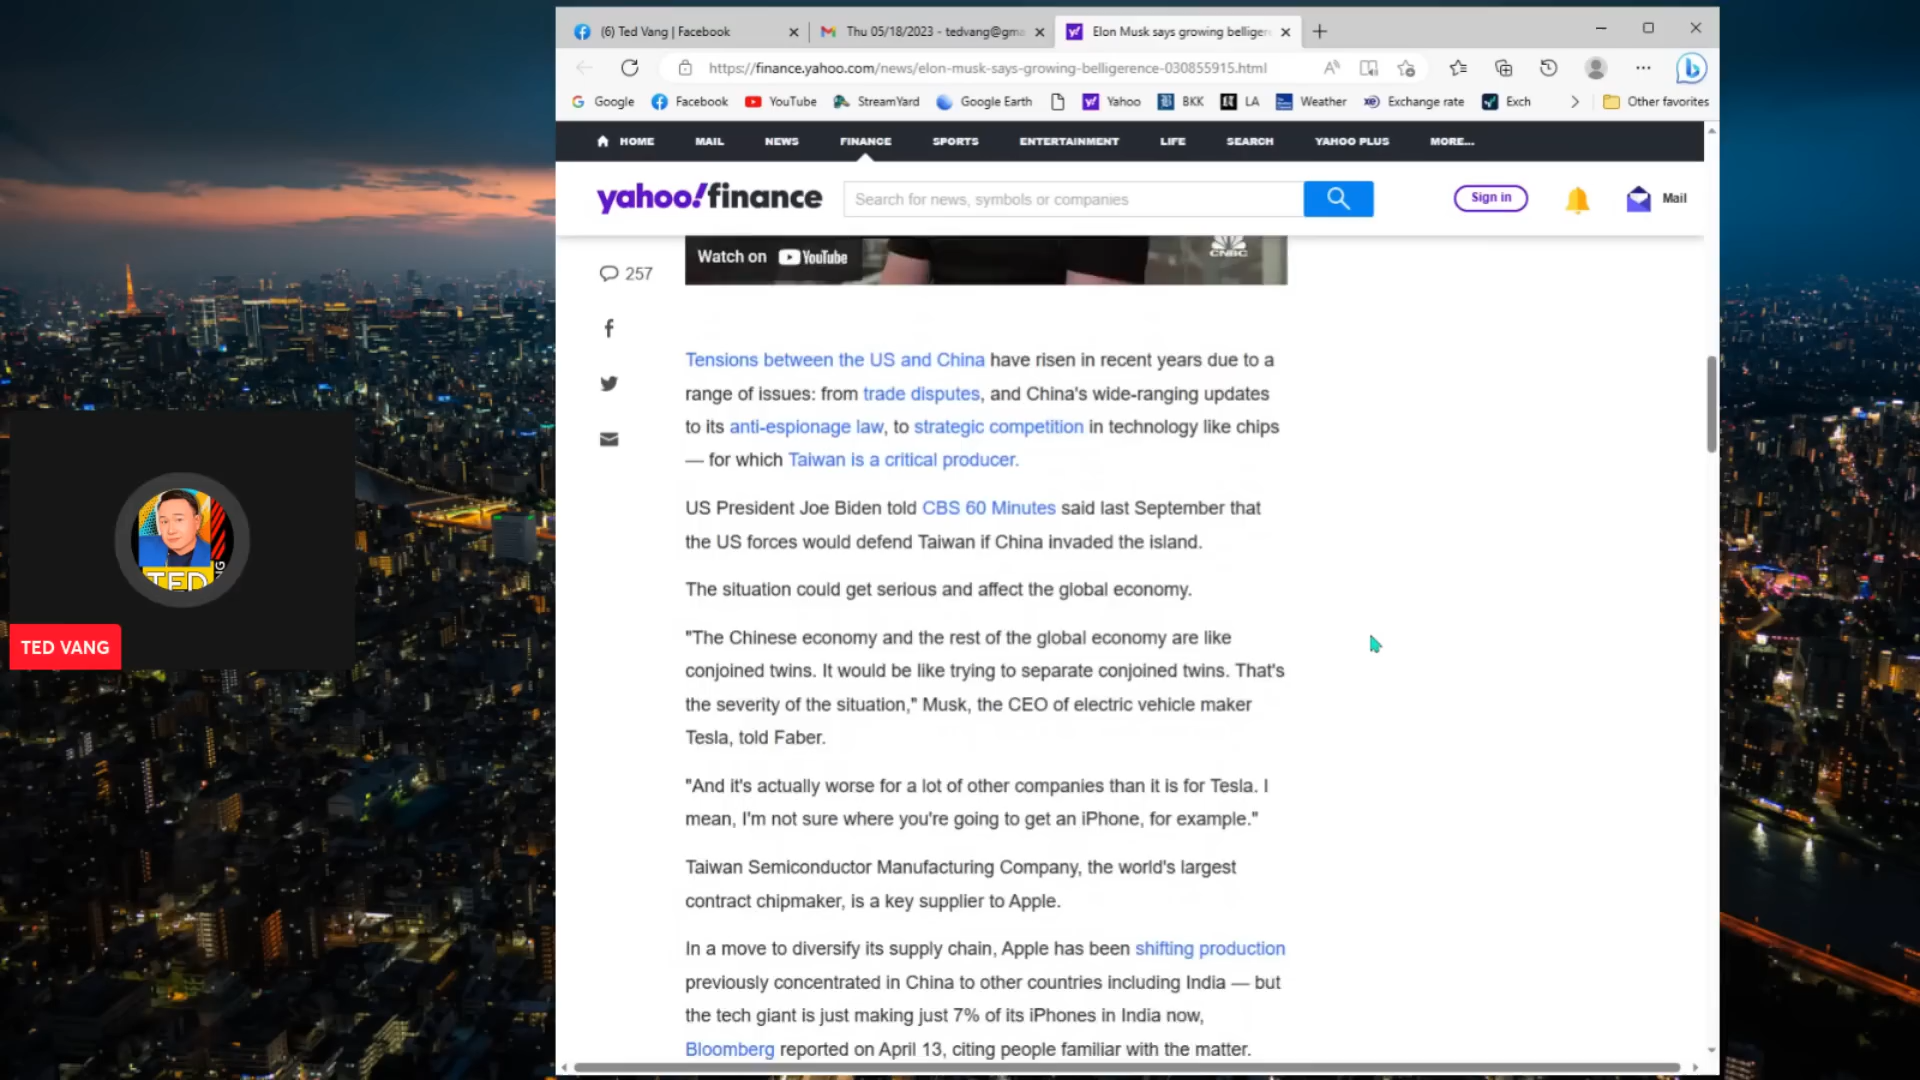 (6) Ted Vang | Facebook
Thu 05/18/2023 - tedvang@gma
Elon Musk says growing belliger
https://finance.yahoo.com/news/elon-musk-says-growing-belligerence-030855915.html
Google
Facebook
YouTube
StreamYard
Google Earth
Yahoo
BKK
LA
Weather
Exchange rate
Exch
Other favorites
HOME
MAIL
NEWS
FINANCE
SPORTS
ENTERTAINMENT
LIFE
SEARCH
YAHOO PLUS
MORE...
yahoo!finance
Search for news, symbols or companies
Sign in
Mail
257
Watch on YouTube
CNBC
Tensions between the US and China have risen in recent years due to a
range of issues: from trade disputes, and China's wide-ranging updates
to its anti-espionage law, to strategic competition in technology like chips
— for which Taiwan is a critical producer.
US President Joe Biden told CBS 60 Minutes said last September that
the US forces would defend Taiwan if China invaded the island.
The situation could get serious and affect the global economy.
"The Chinese economy and the rest of the global economy are like
conjoined twins. It would be like trying to separate conjoined twins. That's
the severity of the situation," Musk, the CEO of electric vehicle maker
Tesla, told Faber.
"And it's actually worse for a lot of other companies than it is for Tesla. I
mean, I'm not sure where you're going to get an iPhone, for example."
Taiwan Semiconductor Manufacturing Company, the world's largest
contract chipmaker, is a key supplier to Apple.
In a move to diversify its supply chain, Apple has been shifting production
previously concentrated in China to other countries including India — but
the tech giant is just making just 7% of its iPhones in India now,
Bloomberg reported on April 13, citing people familiar with the matter.
TED
TED VANG